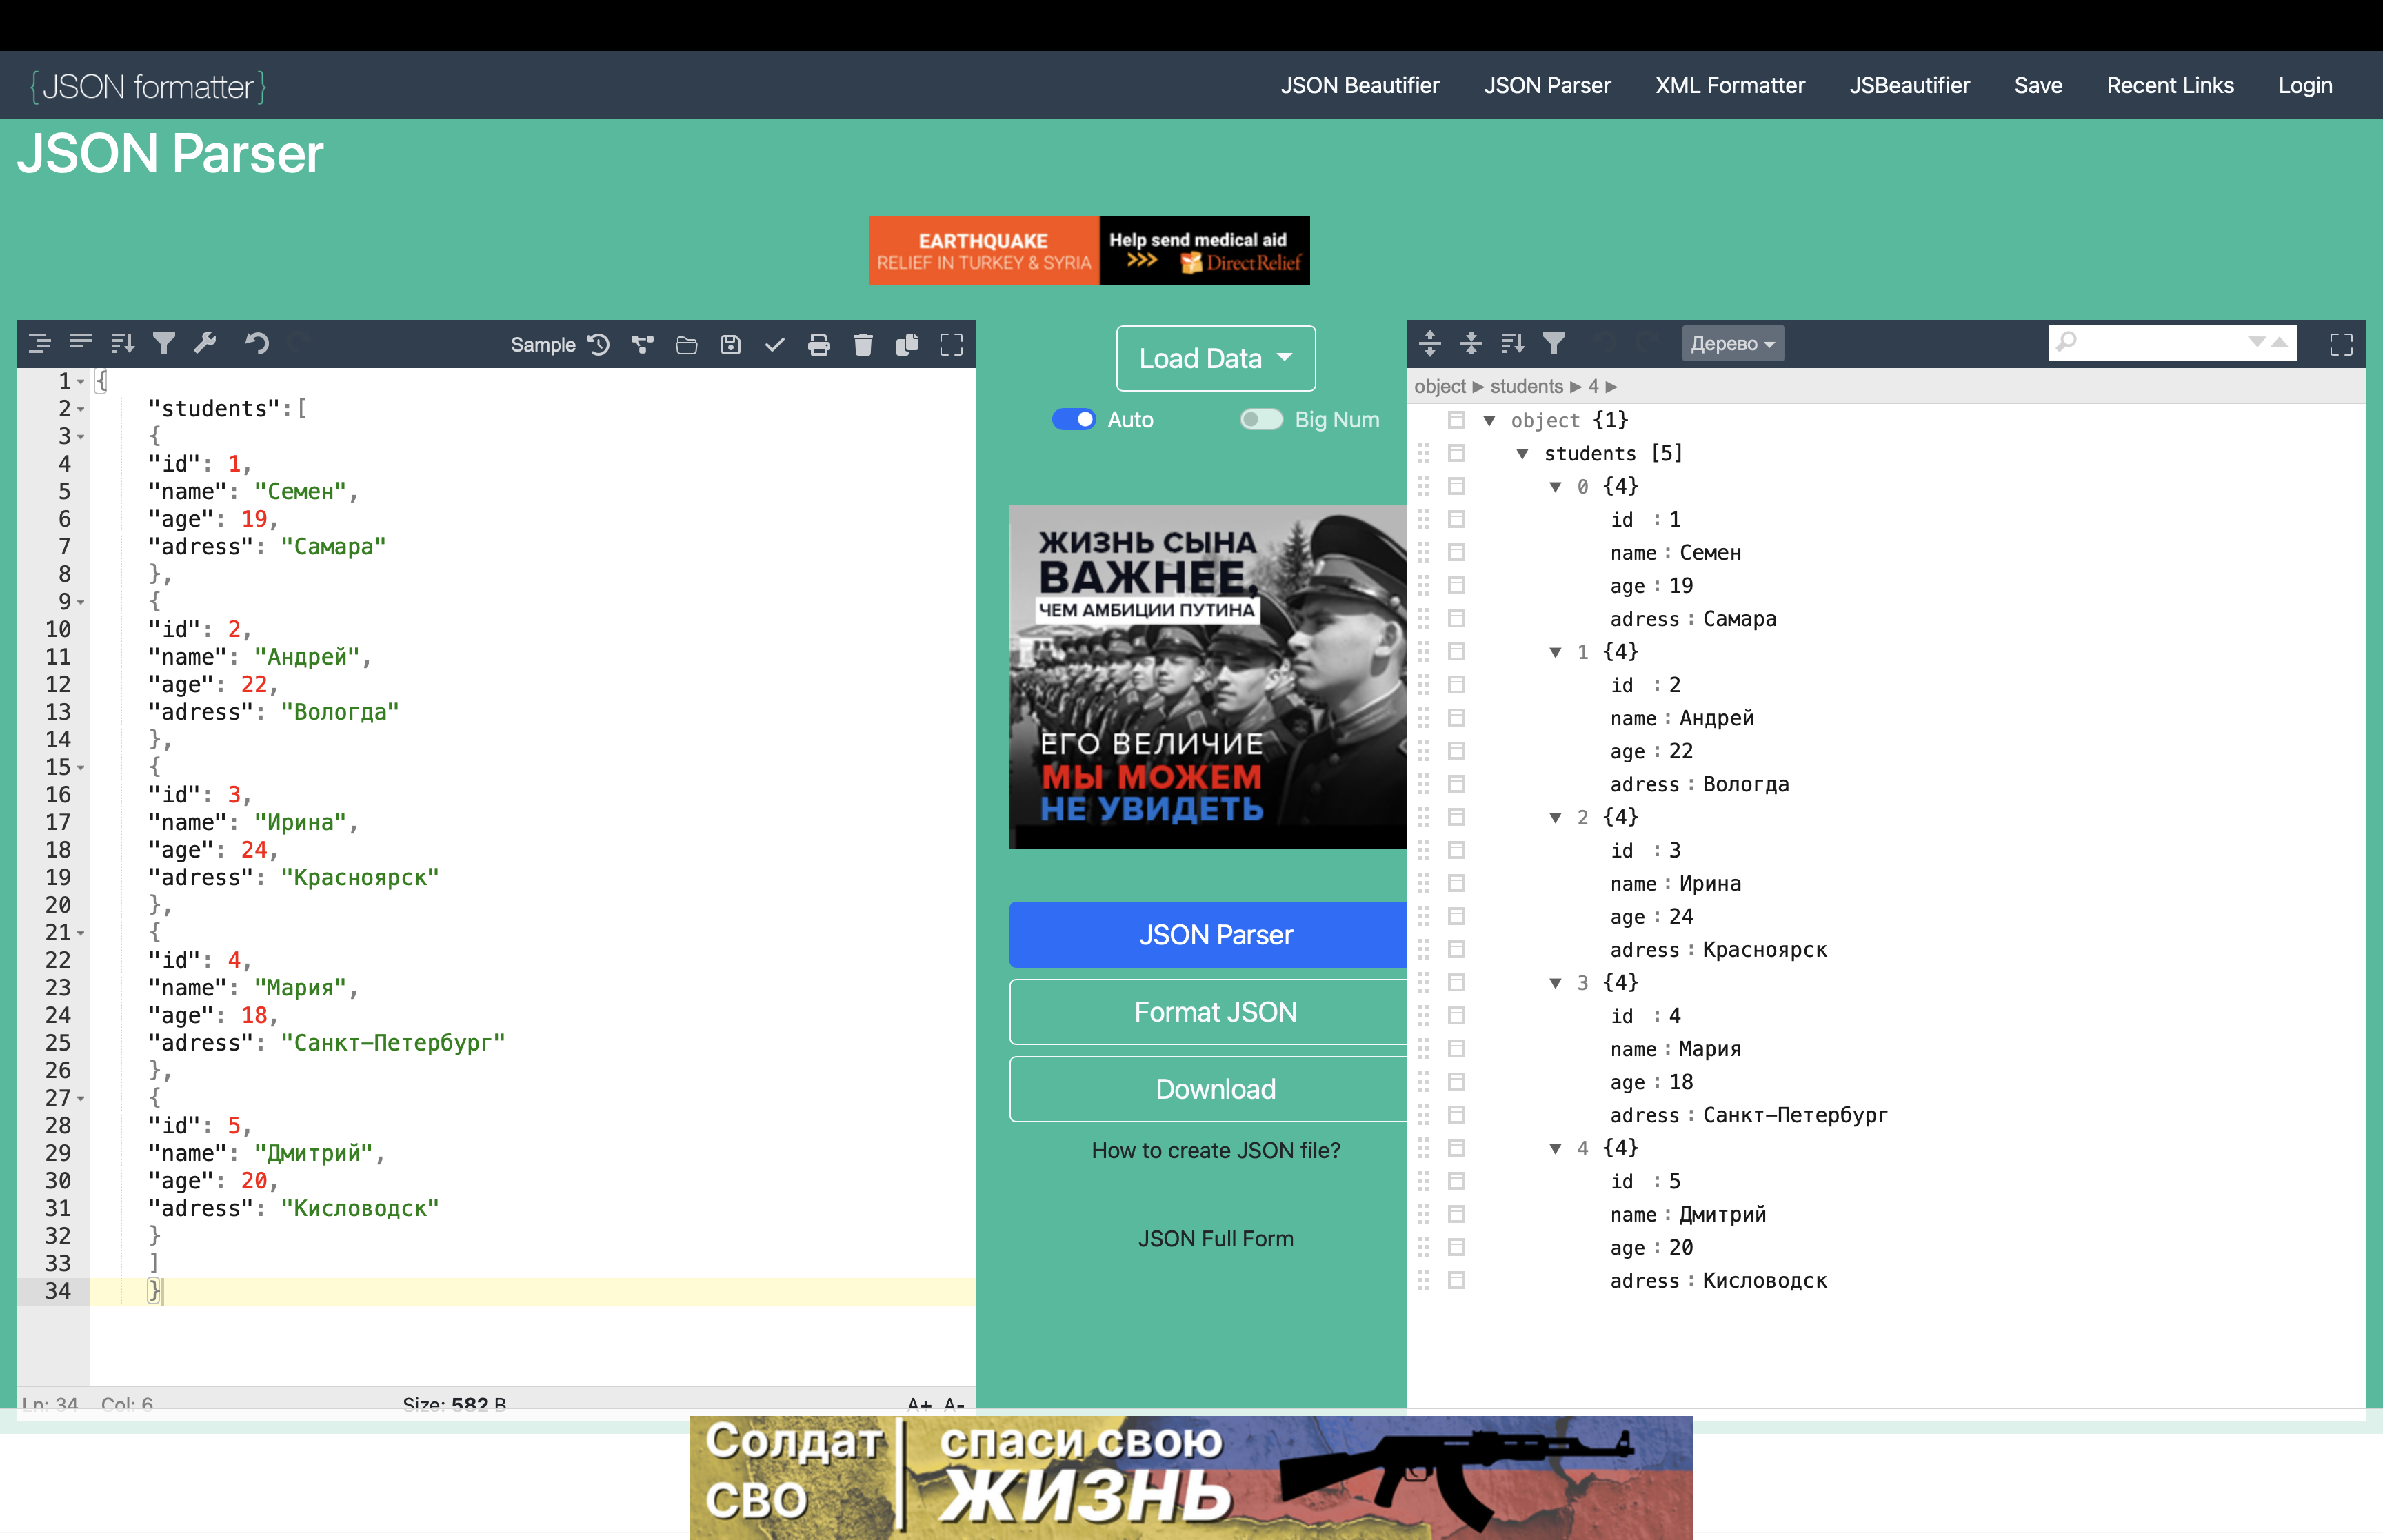 {JSON formatter}
JSON Beautifier JSON Parser XML Formatter JSBeautifier Save Recent Links Login
JSON Parser
EARTHQUAKE
RELIEF IN TURKEY & SYRIA
Help send medical aid
>>> DirectRelief
Sample
1 {
2 "students":[
3 {
4 "id": 1,
5 "name": "Семен",
6 "age": 19,
7 "adress": "Самара"
8 },
9 {
10 "id": 2,
11 "name": "Андрей",
12 "age": 22,
13 "adress": "Вологда"
14 },
15 {
16 "id": 3,
17 "name": "Ирина",
18 "age": 24,
19 "adress": "Красноярск"
20 },
21 {
22 "id": 4,
23 "name": "Мария",
24 "age": 18,
25 "adress": "Санкт-Петербург"
26 },
27 {
28 "id": 5,
29 "name": "Дмитрий",
30 "age": 20,
31 "adress": "Кисловодск"
32 }
33 ]
34 }
Ln: 34 Col: 6 Size: 582 B A+ A-
Load Data
Auto Big Num
ЖИЗНЬ СЫНА
ВАЖНЕЕ,
ЧЕМ АМБИЦИИ ПУТИНА
ЕГО ВЕЛИЧИЕ
МЫ МОЖЕМ
НЕ УВИДЕТЬ
JSON Parser
Format JSON
Download
How to create JSON file?
JSON Full Form
Дерево
object ► students ► 4 ►
object {1}
students [5]
0 {4}
id : 1
name : Семен
age : 19
adress : Самара
1 {4}
id : 2
name : Андрей
age : 22
adress : Вологда
2 {4}
id : 3
name : Ирина
age : 24
adress : Красноярск
3 {4}
id : 4
name : Мария
age : 18
adress : Санкт-Петербург
4 {4}
id : 5
name : Дмитрий
age : 20
adress : Кисловодск
Солдат
СВО
спаси свою
ЖИЗНЬ